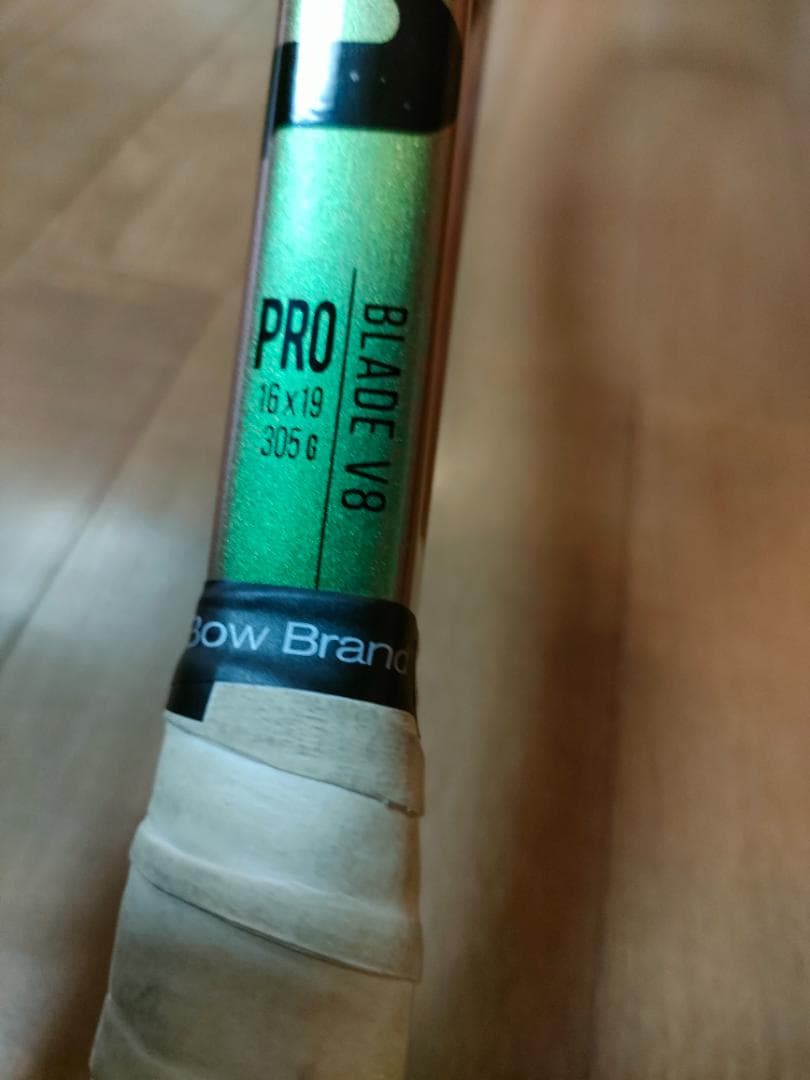 PRO
16 x 19
305 G
BLADE V8
Bow Brand